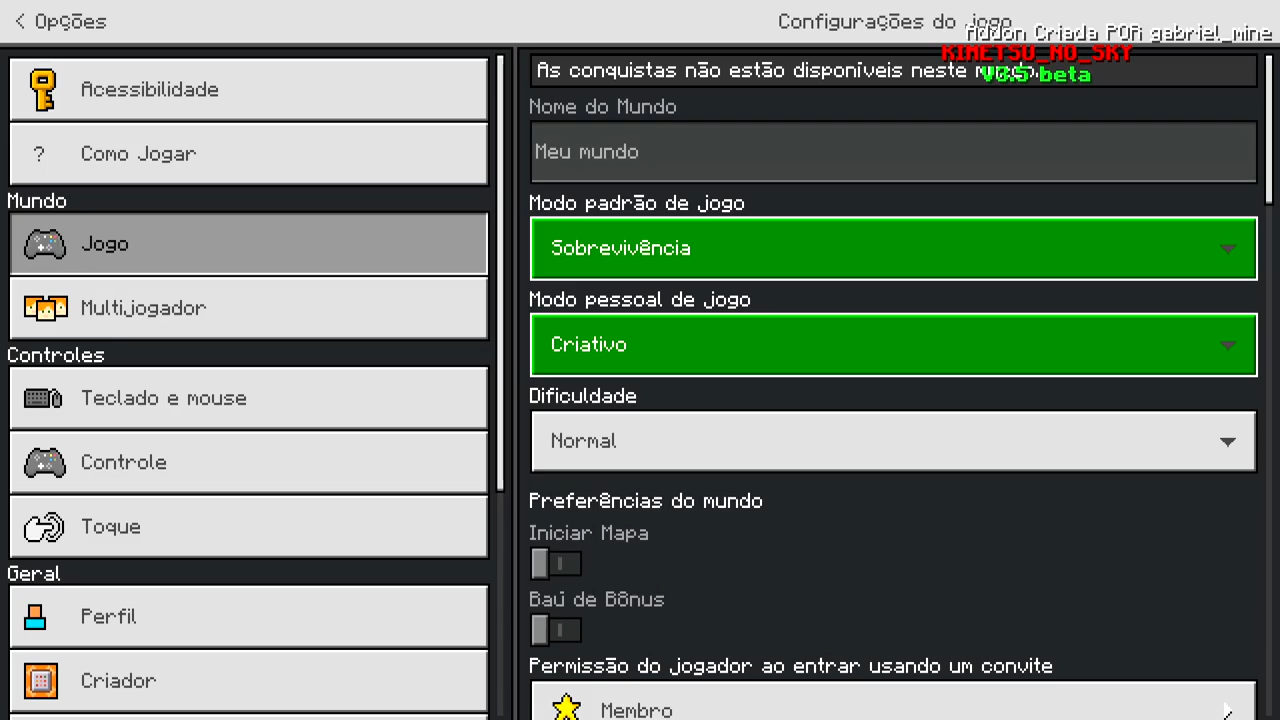 Opções
Configurações do jogo
Addon Criada POR gabriel_mine
KIMETSU_NO_SKY
V3.5 beta
Acessibilidade
? Como Jogar
Mundo
Jogo
Multijogador
Controles
Teclado e mouse
Controle
Toque
Geral
Perfil
Criador
As conquistas não estão disponíveis neste mundo.
Nome do Mundo
Meu mundo
Modo padrão de jogo
Sobrevivência
Modo pessoal de jogo
Criativo
Dificuldade
Normal
Preferências do mundo
Iniciar Mapa
Baú de Bônus
Permissão do jogador ao entrar usando um convite
Membro